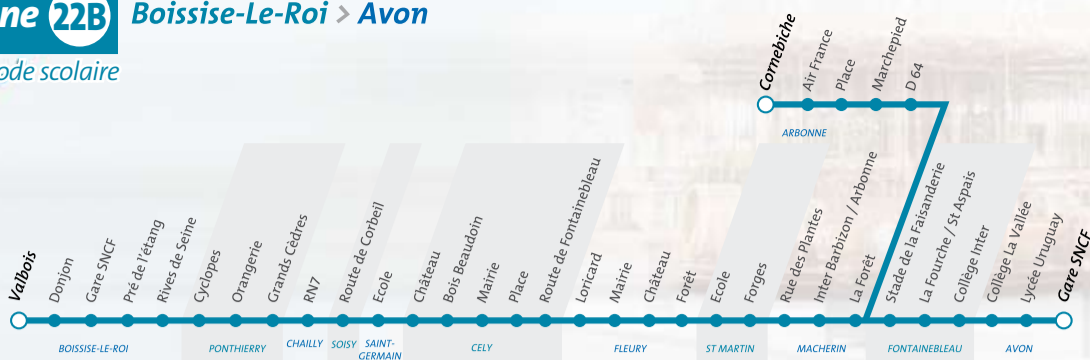 ne 22B Boissise-Le-Roi > Avon
ode scolaire
Cornebiche
Air France
Place
Marchepied
D 64
ARBONNE
Valbois
Donjon
Gare SNCF
Pré de l'étang
Rives de Seine
Cyclopes
Orangerie
Grands Cèdres
RN7
Route de Corbeil
Ecole
Château
Bois Beaudoin
Mairie
Place
Route de Fontainebleau
Loricard
Mairie
Château
Forêt
Ecole
Forges
Rue des Plantes
Inter Barbizon / Arbonne
La Forêt
Stade de la Faisanderie
La Fourche / St Aspais
Collège Inter
Collège La Vallée
Lycée Uruguay
Gare SNCF
BOISSISE-LE-ROI
PONTHIERRY
CHAILLY
SOISY
SAINT-
GERMAIN
CELY
FLEURY
ST MARTIN
MACHERIN
FONTAINEBLEAU
AVON